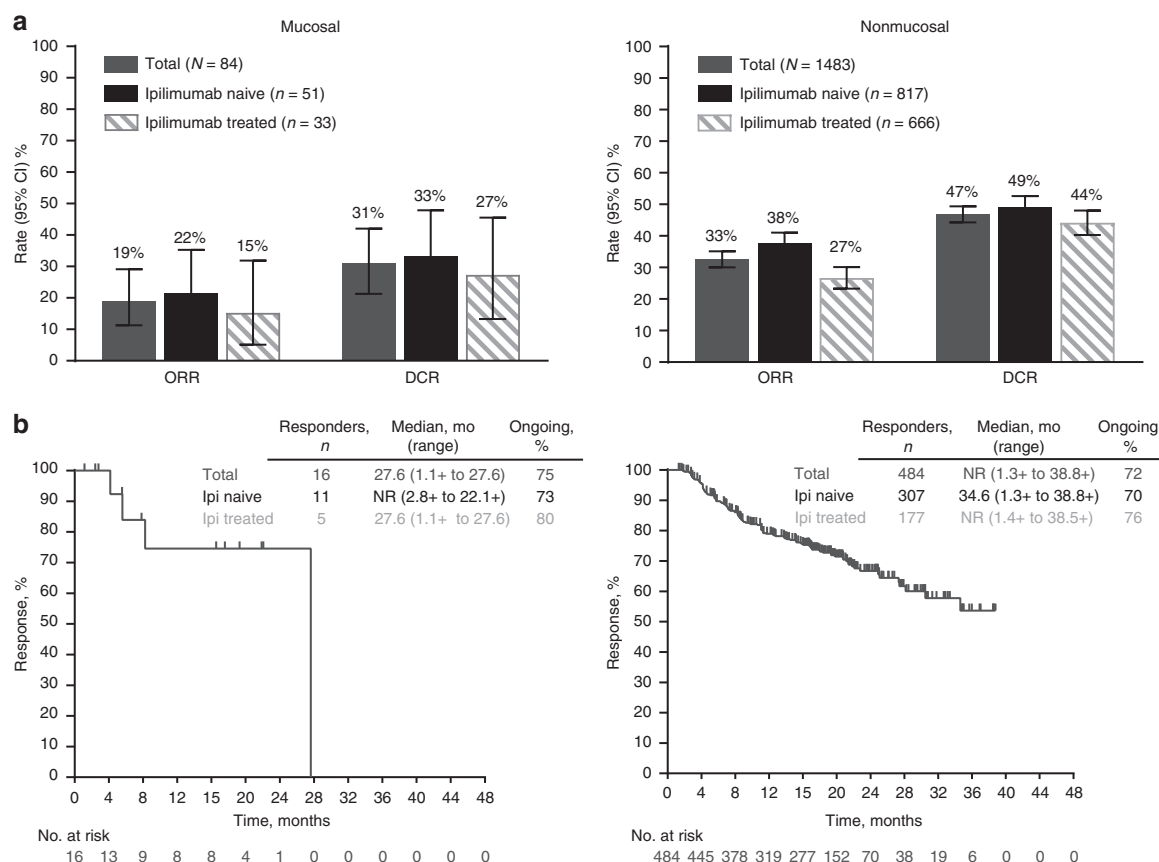 a
Mucosal
100
90
80
70
60
50
40
30
20
10
0
Rate (95% CI) %
Total (N = 84)
Ipilimumab naive (n = 51)
Ipilimumab treated (n = 33)
19%
22%
15%
31%
33%
27%
ORR
DCR
Nonmucosal
100
90
80
70
60
50
40
30
20
10
0
Rate (95% CI) %
Total (N = 1483)
Ipilimumab naive (n = 817)
Ipilimumab treated (n = 666)
33%
38%
27%
47%
49%
44%
ORR
DCR
b
Responders, n Median, mo (range) Ongoing, %
Total 16 27.6 (1.1+ to 27.6) 75
Ipi naive 11 NR (2.8+ to 22.1+) 73
Ipi treated 5 27.6 (1.1+ to 27.6) 80
100
90
80
70
60
50
40
30
20
10
0
Response, %
0 4 8 12 16 20 24 28 32 36 40 44 48
Time, months
No. at risk
16 13 9 8 8 4 1 0 0 0 0 0 0
Responders, n Median, mo (range) Ongoing, %
Total 484 NR (1.3+ to 38.8+) 72
Ipi naive 307 34.6 (1.3+ to 38.8+) 70
Ipi treated 177 NR (1.4+ to 38.5+) 76
100
90
80
70
60
50
40
30
20
10
0
Response, %
0 4 8 12 16 20 24 28 32 36 40 44 48
Time, months
No. at risk
484 445 378 319 277 152 70 38 19 6 0 0 0